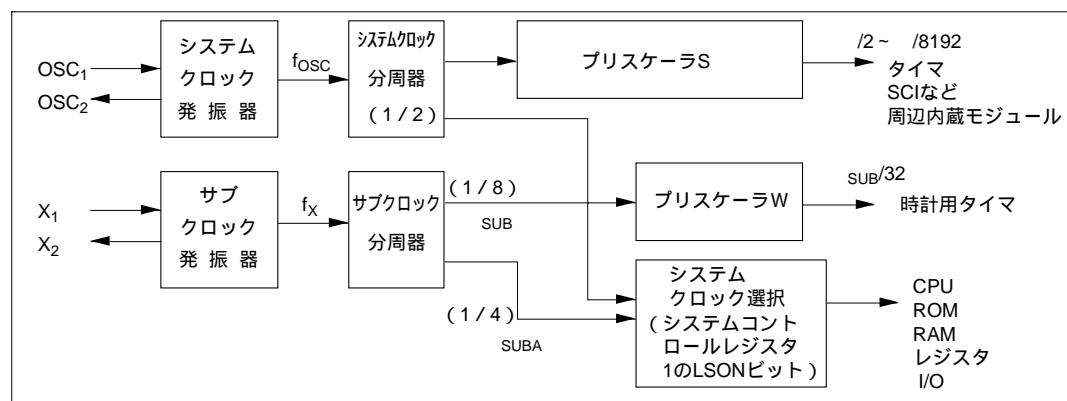 OSC1
OSC2
システム
クロック
発 振 器
fOSC
システムクロック
分周器
(1/2)
プリスケーラS
/2~ /8192
タイマ
SCIなど
周辺内蔵モジュール
X1
X2
サブ
クロック
発 振 器
fX
サブクロック
分周器
(1/8)
SUB
プリスケーラW
SUB/32
時計用タイマ
(1/4)
SUBA
システム
クロック選択
(システムコント
ロールレジスタ
1のLSONビット)
CPU
ROM
RAM
レジスタ
I/O